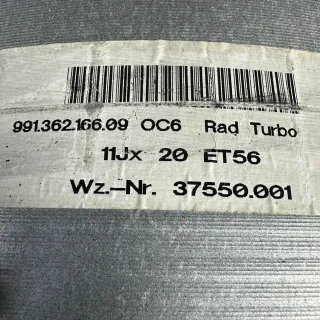 991.362.166.09 OC6 Rad Turbo
11Jx 20 ET56
Wz.-Nr. 37550.001